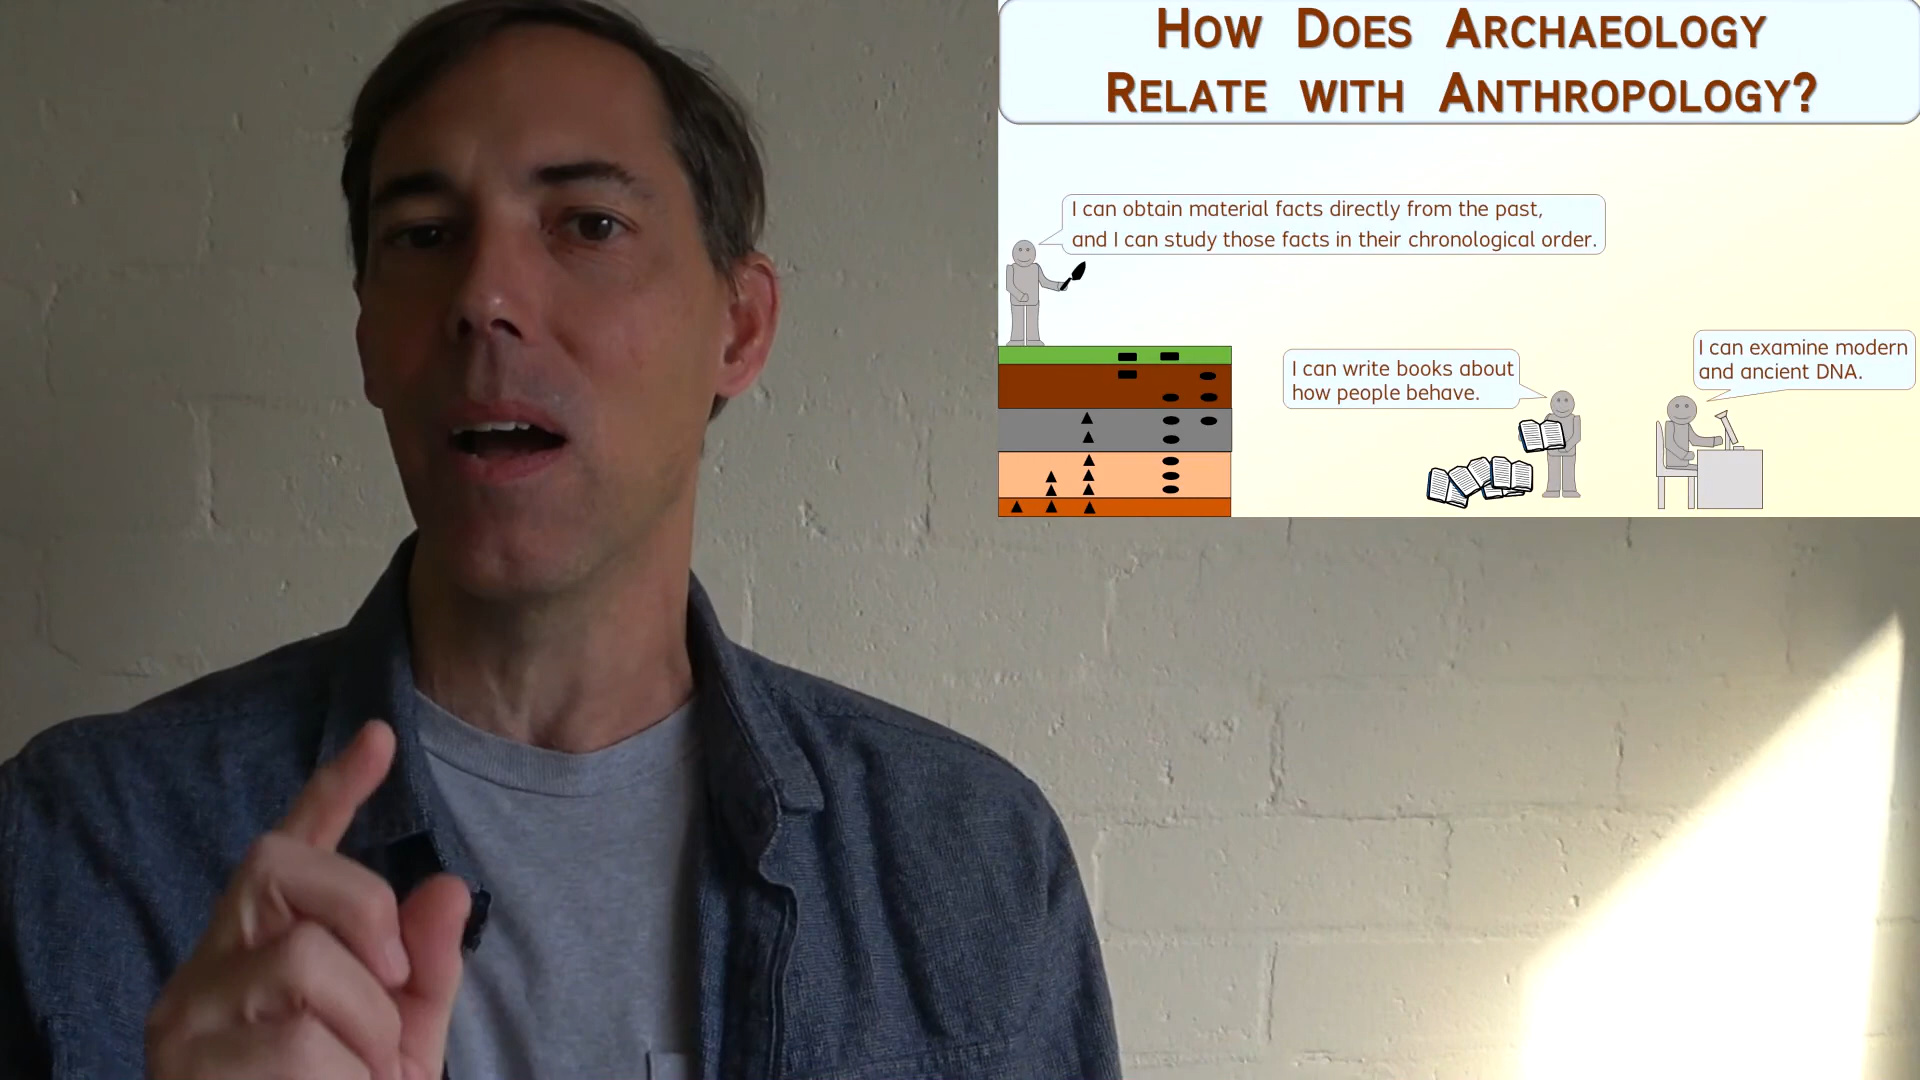 How Does Archaeology
Relate with Anthropology?
I can obtain material facts directly from the past,
and I can study those facts in their chronological order.
I can write books about
how people behave.
I can examine modern
and ancient DNA.